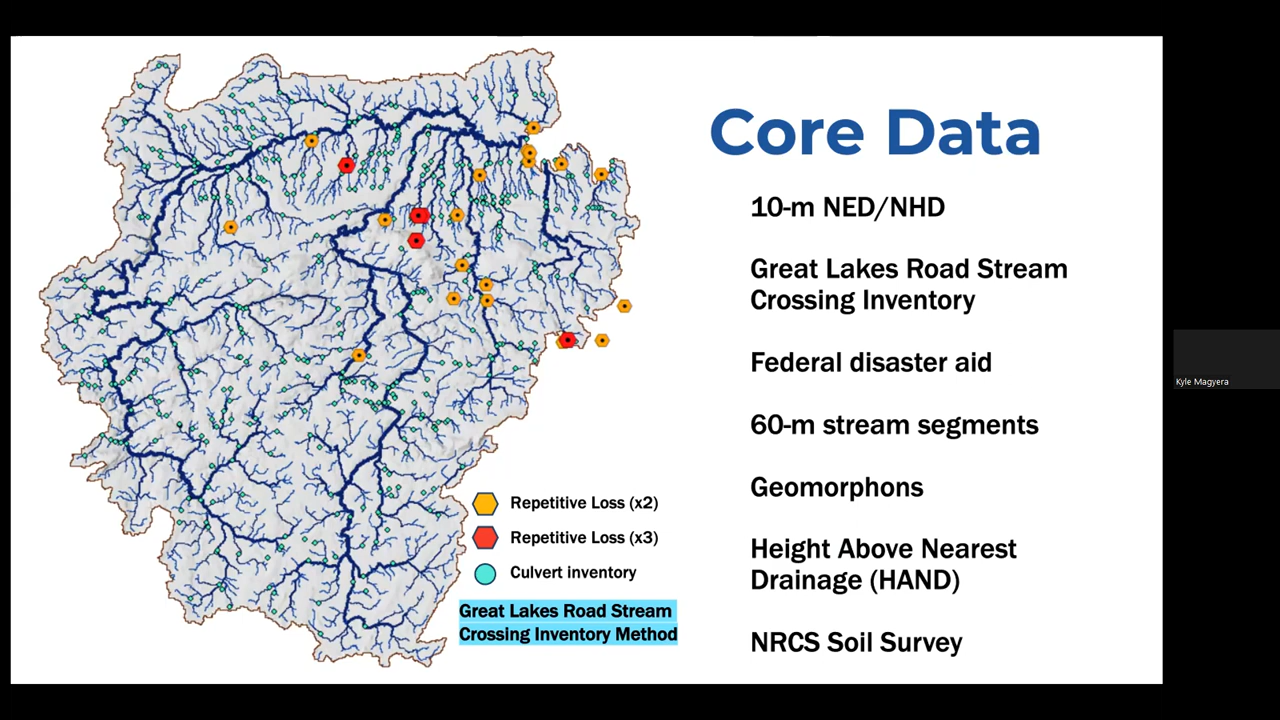 Core Data
10-m NED/NHD
Great Lakes Road Stream
Crossing Inventory
Federal disaster aid
60-m stream segments
Geomorphons
Height Above Nearest
Drainage (HAND)
NRCS Soil Survey
Repetitive Loss (x2)
Repetitive Loss (x3)
Culvert inventory
Great Lakes Road Stream
Crossing Inventory Method
Kyle Magyera